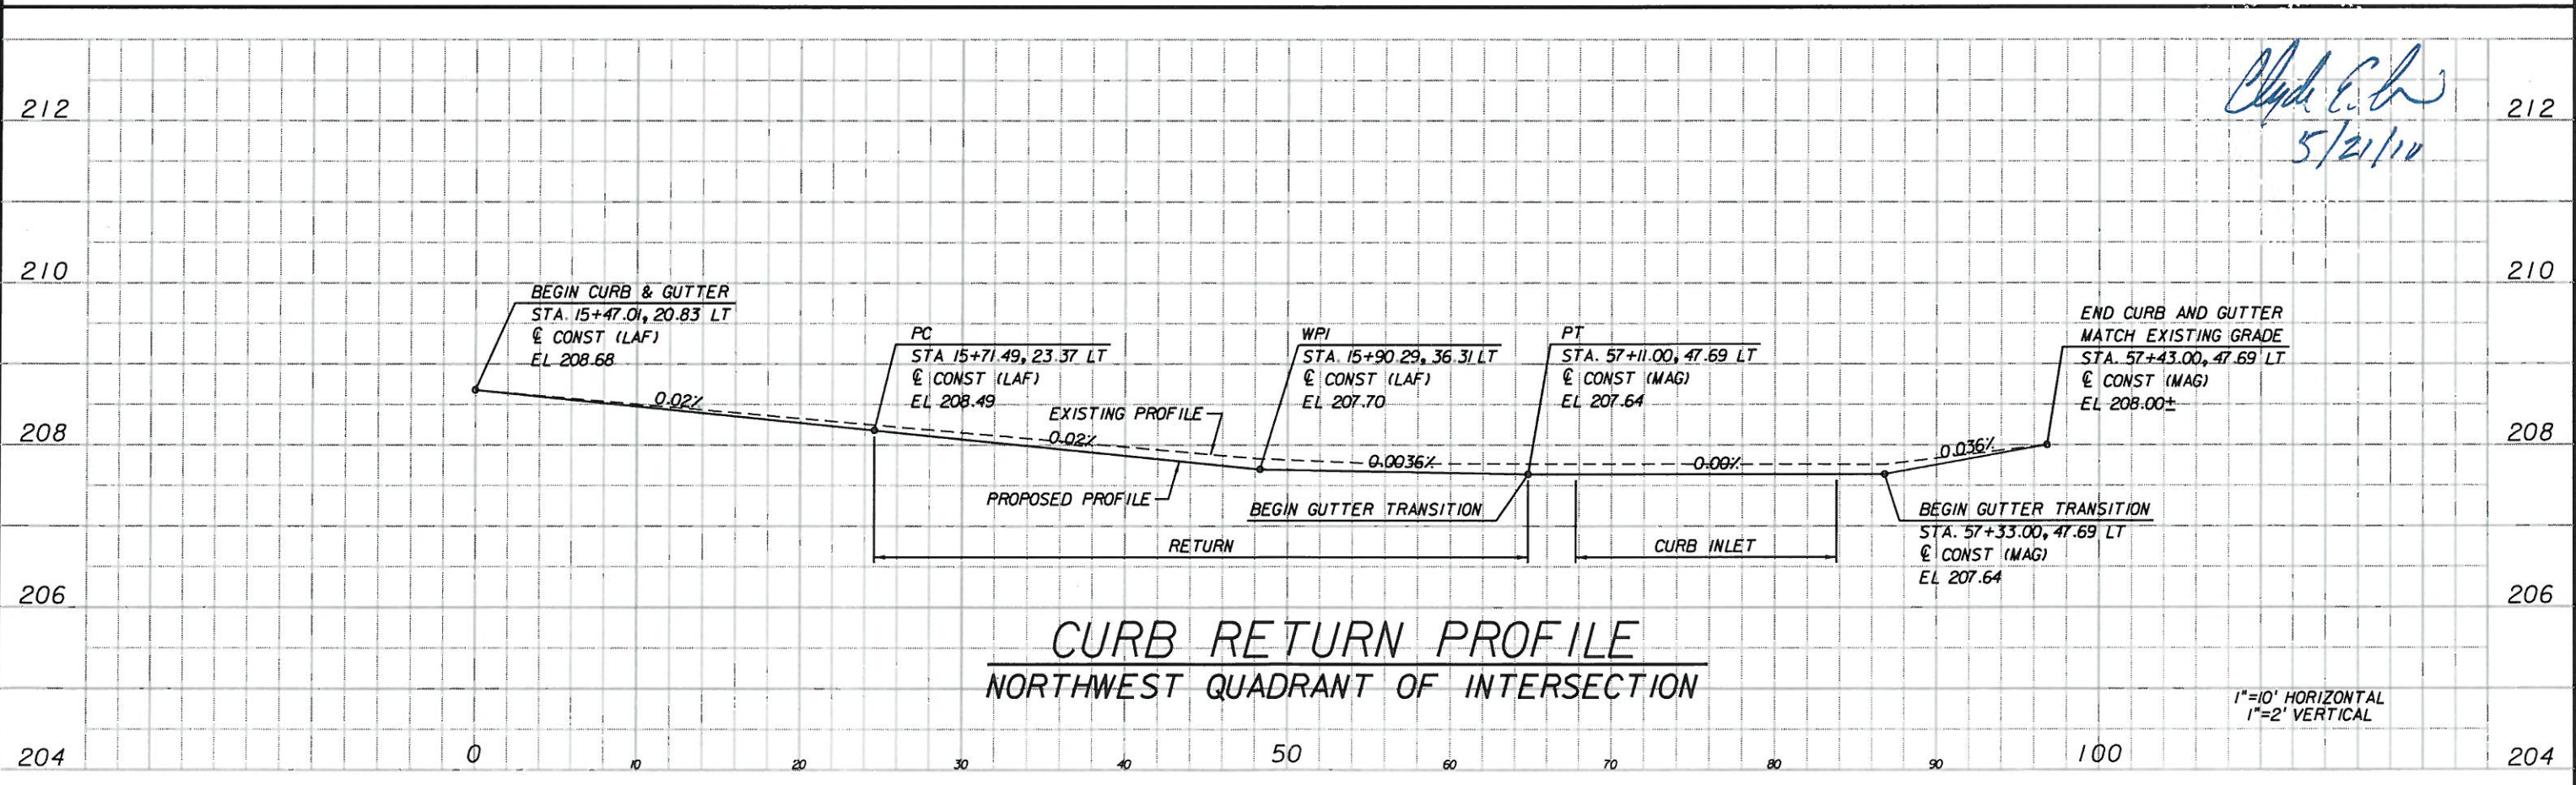 212
212
5/21/10
210
210
BEGIN CURB & GUTTER
STA. 15+47.01, 20.83 LT
℄ CONST (LAF)
EL 208.68
PC
STA 15+71.49, 23.37 LT
℄ CONST (LAF)
EL 208.49
WPI
STA. 15+90.29, 36.31 LT
℄ CONST (LAF)
EL 207.70
PT
STA. 57+11.00, 47.69 LT
℄ CONST (MAG)
EL 207.64
END CURB AND GUTTER
MATCH EXISTING GRADE
STA. 57+43.00, 47.69 LT
℄ CONST (MAG)
EL 208.00±
0.02%
EXISTING PROFILE
208
0.02%
0.0036%
0.00%
0.036%
208
PROPOSED PROFILE
BEGIN GUTTER TRANSITION
BEGIN GUTTER TRANSITION
STA. 57+33.00, 47.69 LT
℄ CONST (MAG)
EL 207.64
RETURN
CURB INLET
206
206
CURB RETURN PROFILE
NORTHWEST QUADRANT OF INTERSECTION
1"=10' HORIZONTAL
1"=2' VERTICAL
204
0
10
20
30
40
50
60
70
80
90
100
204